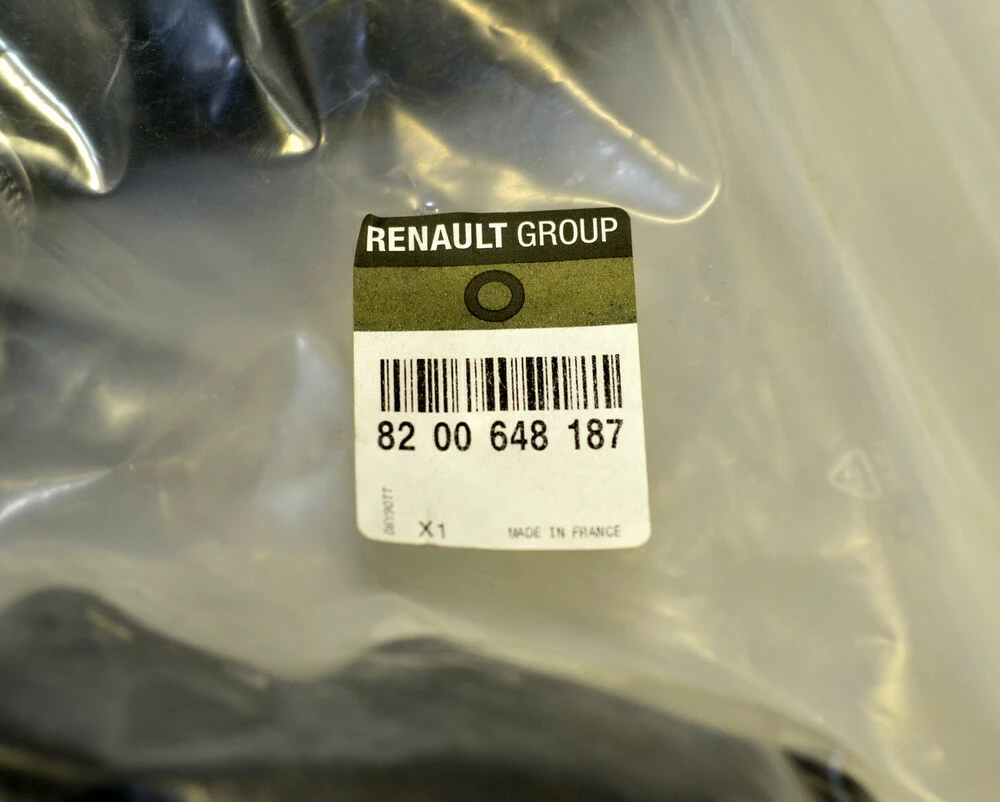 RENAULT GROUP
82 00 648 187
X1
MADE IN FRANCE